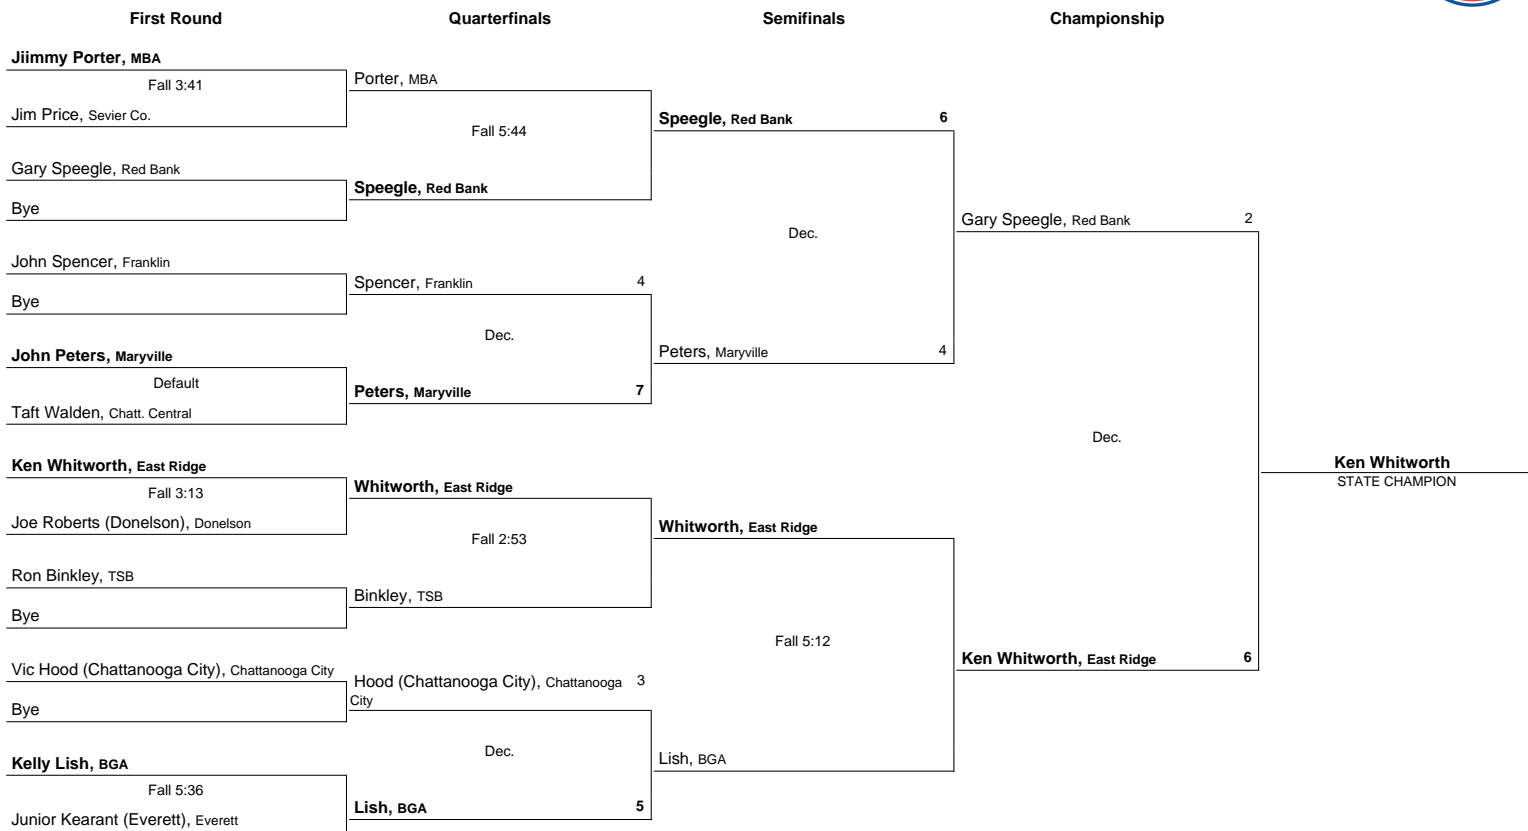 First Round
Quarterfinals
Semifinals
Championship
Jiimmy Porter, MBA
Fall 3:41
Jim Price, Sevier Co.
Gary Speegle, Red Bank
Bye
John Spencer, Franklin
Bye
John Peters, Maryville
Default
Taft Walden, Chatt. Central
Ken Whitworth, East Ridge
Fall 3:13
Joe Roberts (Donelson), Donelson
Ron Binkley, TSB
Bye
Vic Hood (Chattanooga City), Chattanooga City
Bye
Kelly Lish, BGA
Fall 5:36
Junior Kearant (Everett), Everett
Porter, MBA
Fall 5:44
Speegle, Red Bank
Spencer, Franklin 4
Dec.
Peters, Maryville 7
Whitworth, East Ridge
Fall 2:53
Binkley, TSB
Hood (Chattanooga City), Chattanooga 3
City
Dec.
Lish, BGA 5
Speegle, Red Bank 6
Dec.
Peters, Maryville 4
Whitworth, East Ridge
Fall 5:12
Lish, BGA
Gary Speegle, Red Bank 2
Dec.
Ken Whitworth, East Ridge 6
Ken Whitworth
STATE CHAMPION